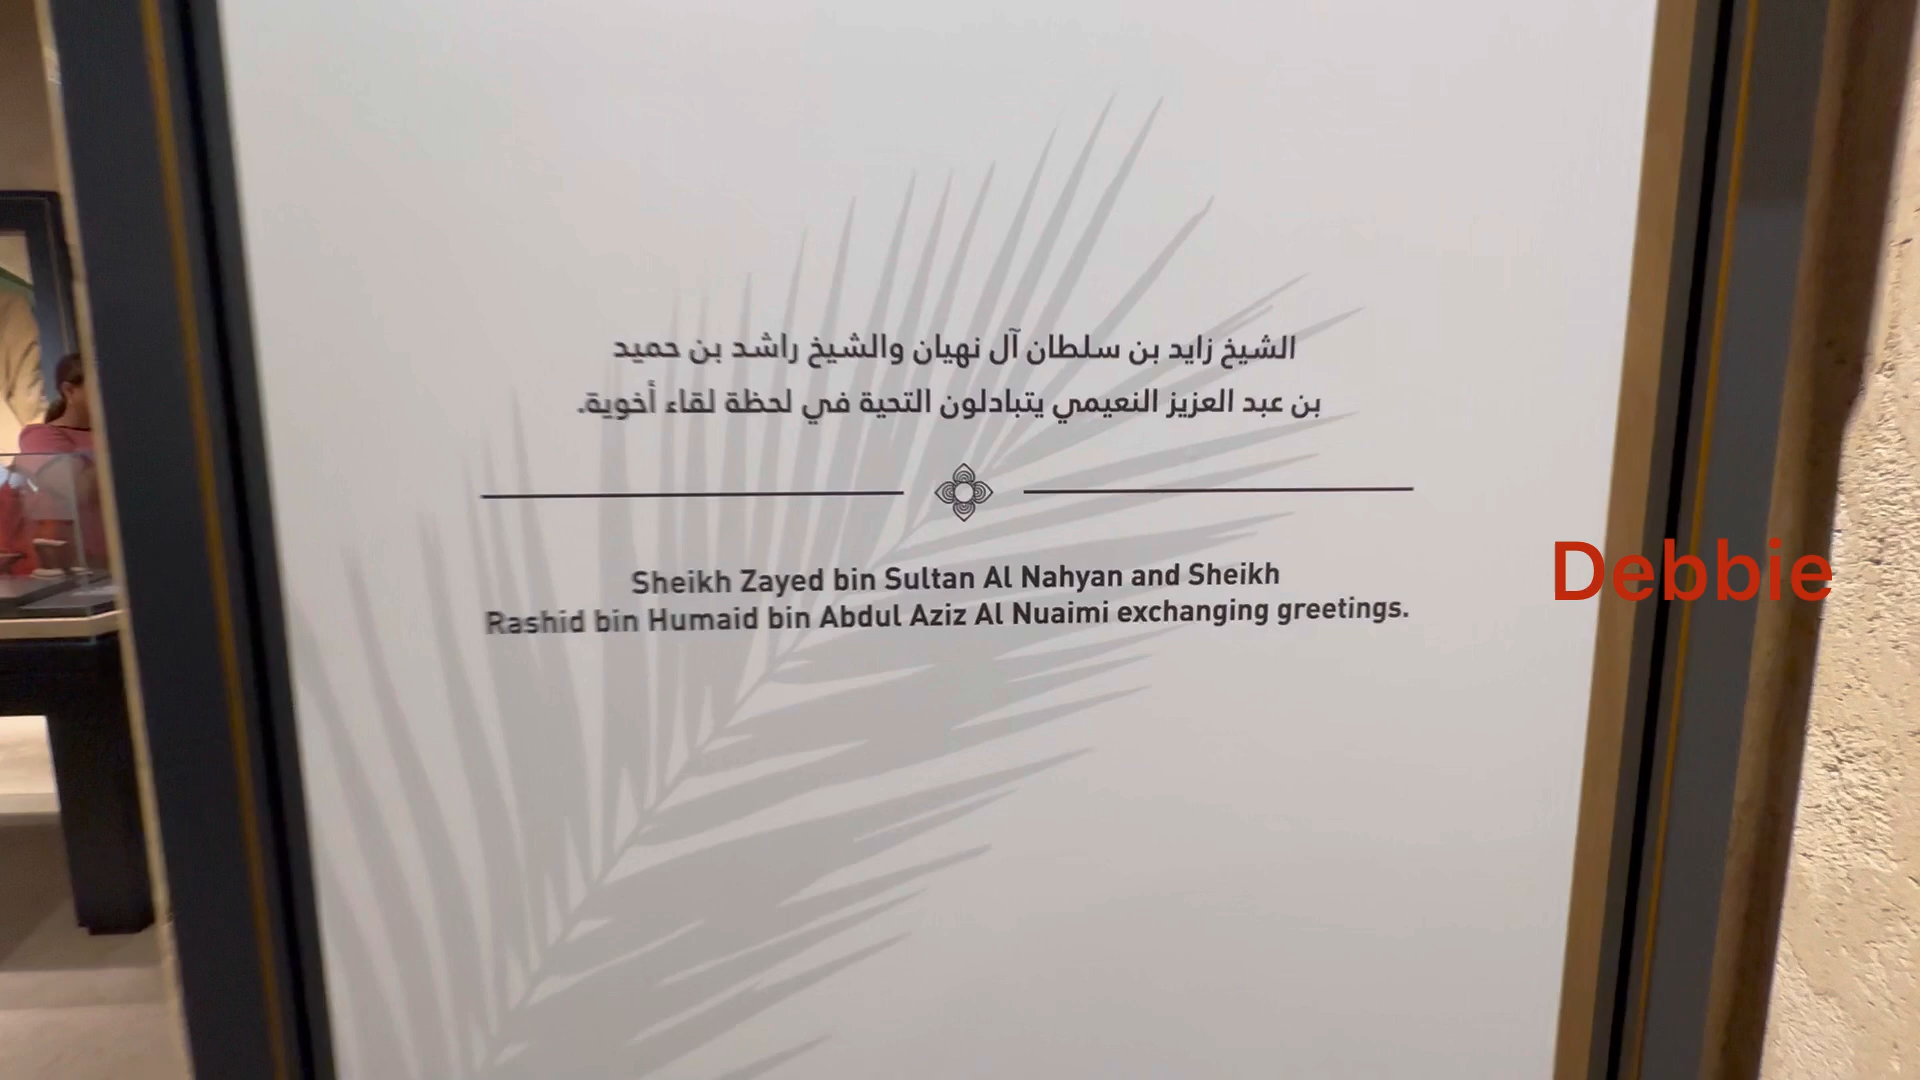 الشيخ زايد بن سلطان آل نهيان والشيخ راشد بن حميد
بن عبد العزيز النعيمي يتبادلون التحية في لحظة لقاء أخوية.
Sheikh Zayed bin Sultan Al Nahyan and Sheikh
Rashid bin Humaid bin Abdul Aziz Al Nuaimi exchanging greetings.
Debbie